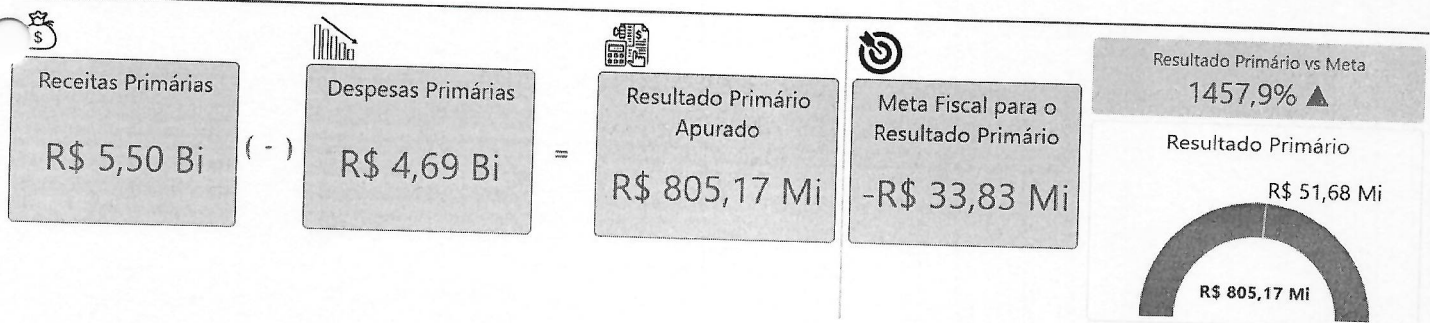 $
Receitas Primárias
R$ 5,50 Bi
( - )
Despesas Primárias
R$ 4,69 Bi
=
Resultado Primário
Apurado
R$ 805,17 Mi
Meta Fiscal para o
Resultado Primário
-R$ 33,83 Mi
Resultado Primário vs Meta
1457,9% ▲
Resultado Primário
R$ 51,68 Mi
R$ 805,17 Mi